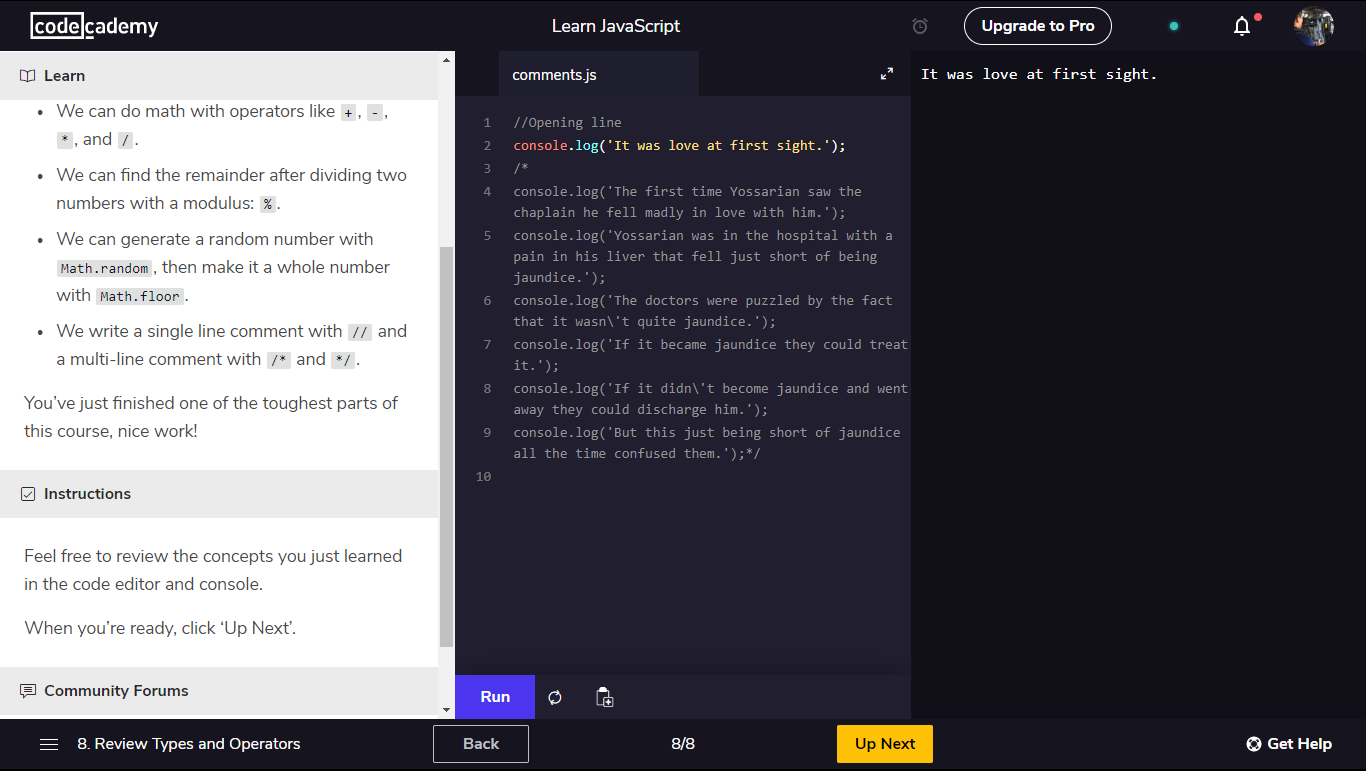 codecademy
Learn JavaScript
Upgrade to Pro
Learn
We can do math with operators like +, -,
*, and /.
We can find the remainder after dividing two
numbers with a modulus: %.
We can generate a random number with
Math.random, then make it a whole number
with Math.floor.
We write a single line comment with // and
a multi-line comment with /* and */.
You’ve just finished one of the toughest parts of
this course, nice work!
Instructions
Feel free to review the concepts you just learned
in the code editor and console.
When you’re ready, click ‘Up Next’.
Community Forums
comments.js
1 //Opening line
2 console.log('It was love at first sight.');
3 /*
4 console.log('The first time Yossarian saw the
chaplain he fell madly in love with him.');
5 console.log('Yossarian was in the hospital with a
pain in his liver that fell just short of being
jaundice.');
6 console.log('The doctors were puzzled by the fact
that it wasn\'t quite jaundice.');
7 console.log('If it became jaundice they could treat
it.');
8 console.log('If it didn\'t become jaundice and went
away they could discharge him.');
9 console.log('But this just being short of jaundice
all the time confused them.');*/
10
Run
It was love at first sight.
8. Review Types and Operators
Back
8/8
Up Next
Get Help